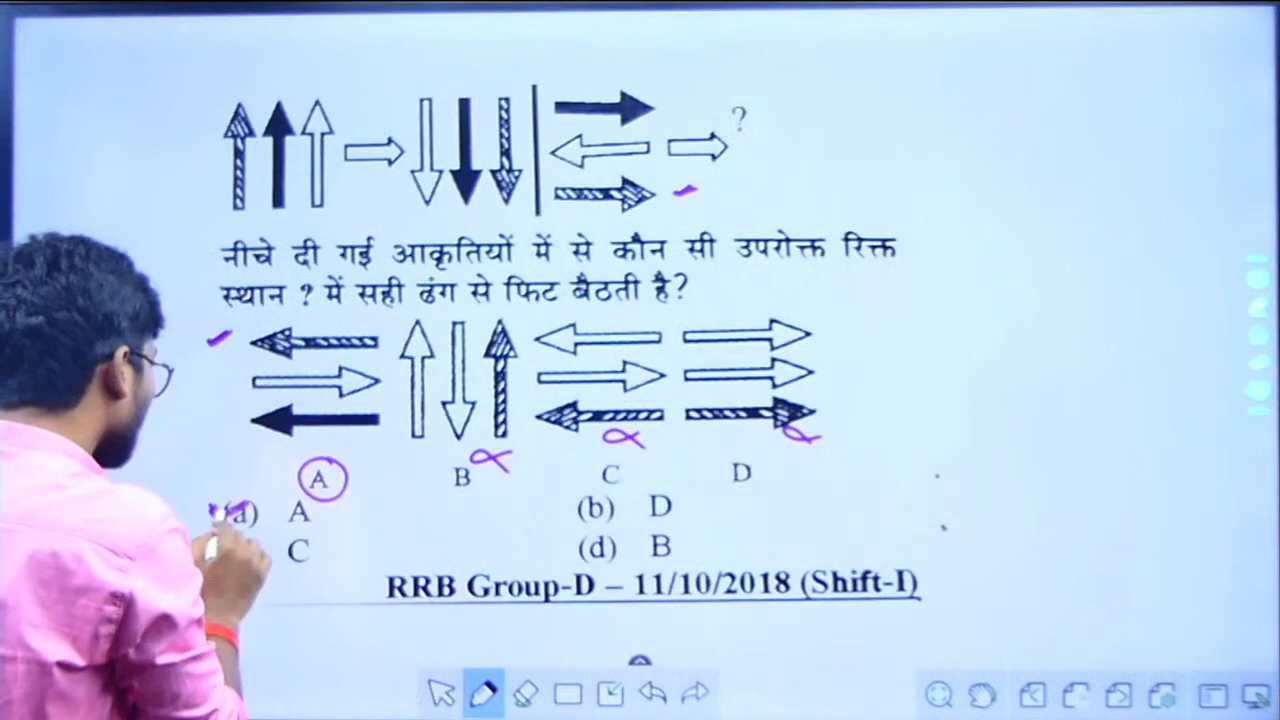 ?
नीचे दी गई आकृतियों में से कौन सी उपरोक्त रिक्त
स्थान ? में सही ढंग से फिट बैठती है?
A B C D
(a) A (b) D
C (d) B
RRB Group-D – 11/10/2018 (Shift-I)